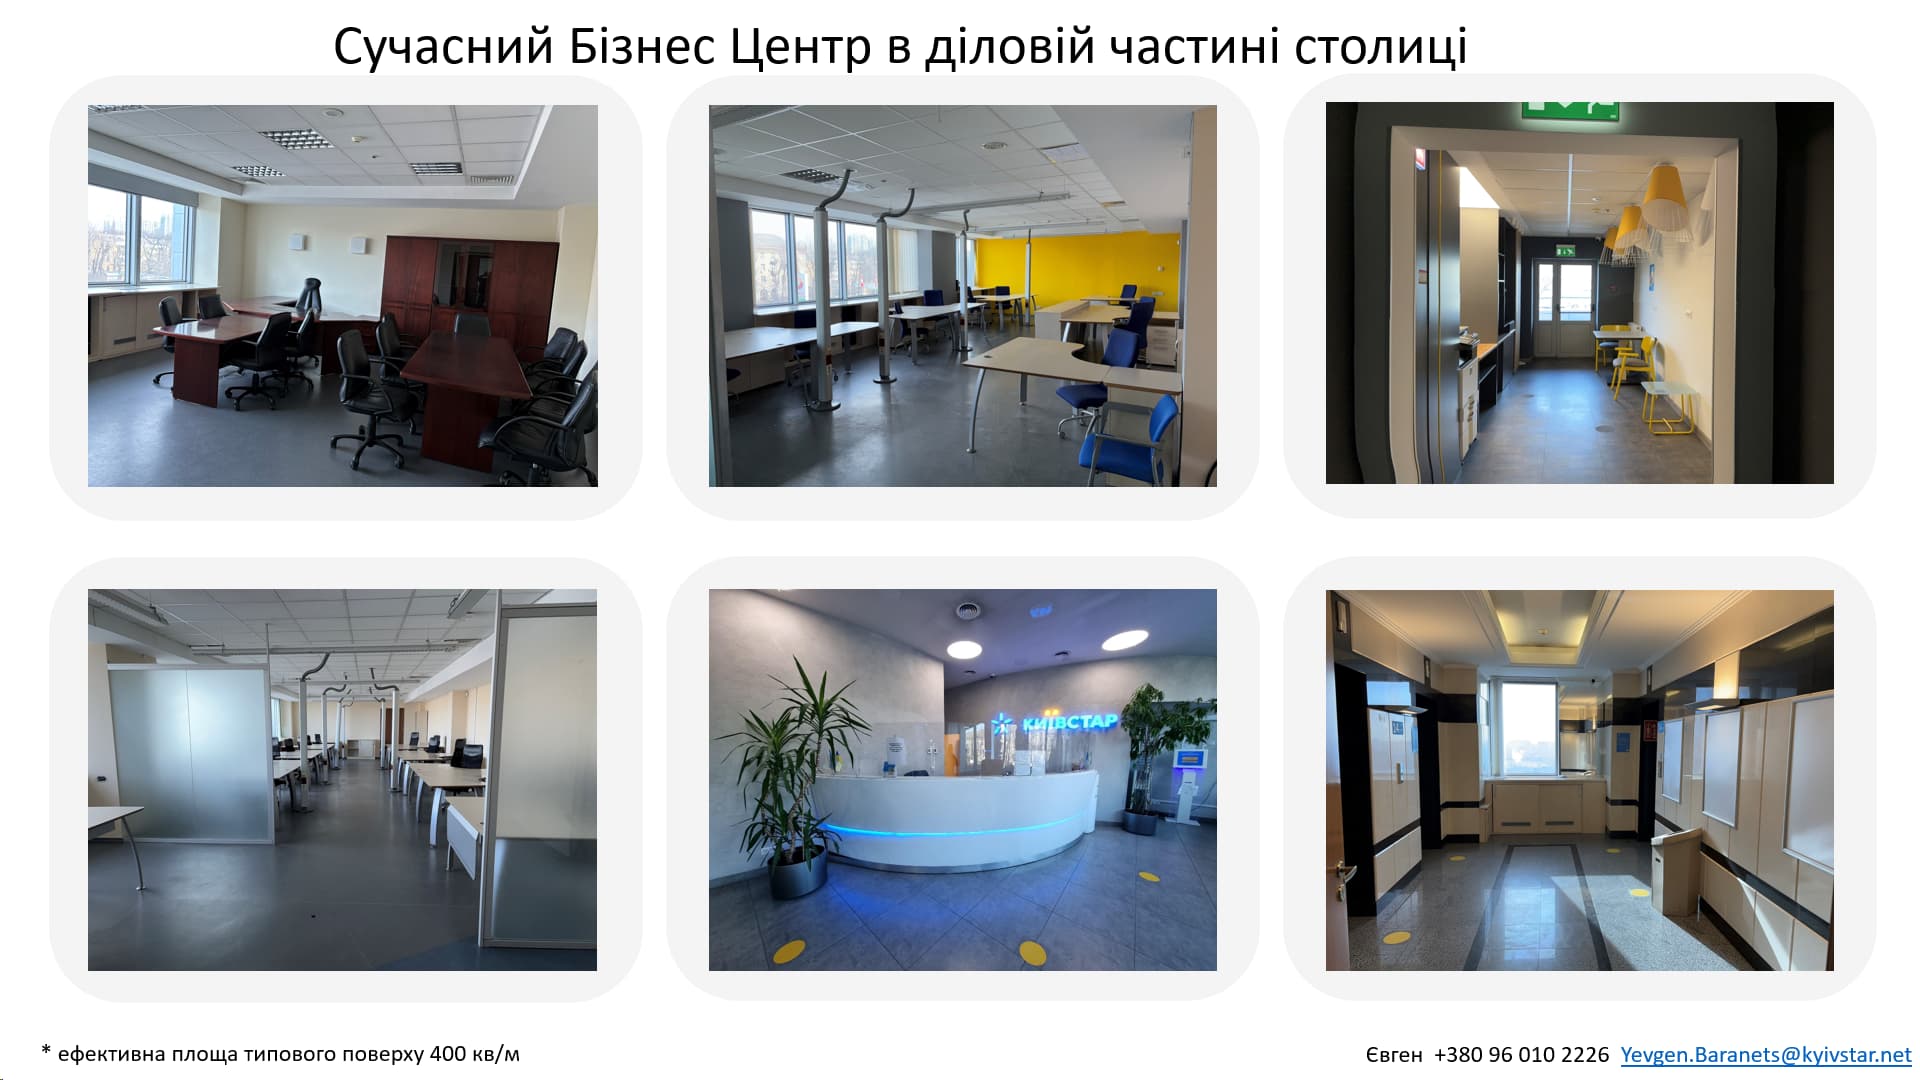 Сучасний Бізнес Центр в діловій частині столиці
КИЇВСТАР
* ефективна площа типового поверху 400 кв/м
Євген +380 96 010 2226 Yevgen.Baranets@kyivstar.net